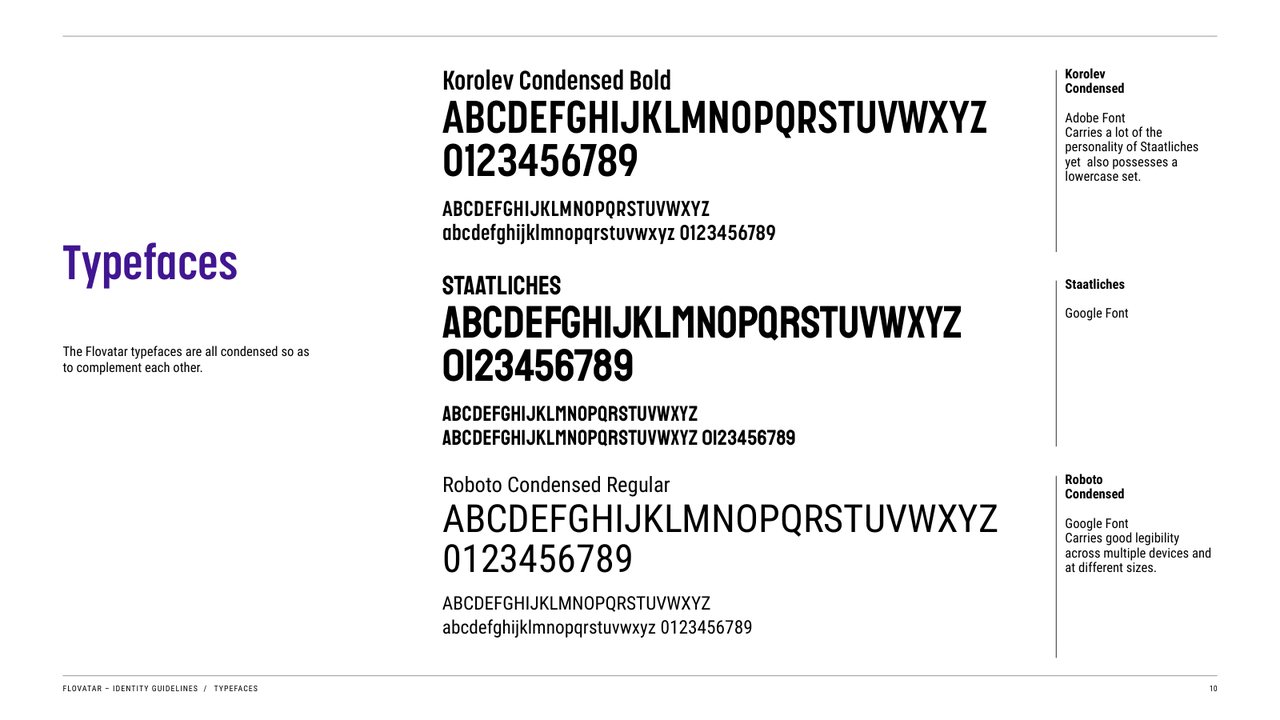 Typefaces
The Flovatar typefaces are all condensed so as
to complement each other.
Korolev Condensed Bold
ABCDEFGHIJKLMNOPQRSTUVWXYZ
0123456789
ABCDEFGHIJKLMNOPQRSTUVWXYZ
abcdefghijklmnopqrstuvwxyz 0123456789
Korolev
Condensed
Adobe Font
Carries a lot of the
personality of Staatliches
yet  also possesses a
lowercase set.
STAATLICHES
ABCDEFGHIJKLMNOPQRSTUVWXYZ
0123456789
ABCDEFGHIJKLMNOPQRSTUVWXYZ
ABCDEFGHIJKLMNOPQRSTUVWXYZ 0123456789
Staatliches
Google Font
Roboto Condensed Regular
ABCDEFGHIJKLMNOPQRSTUVWXYZ
0123456789
ABCDEFGHIJKLMNOPQRSTUVWXYZ
abcdefghijklmnopqrstuvwxyz 0123456789
Roboto
Condensed
Google Font
Carries good legibility
across multiple devices and
at different sizes.
FLOVATAR – IDENTITY GUIDELINES / TYPEFACES
10